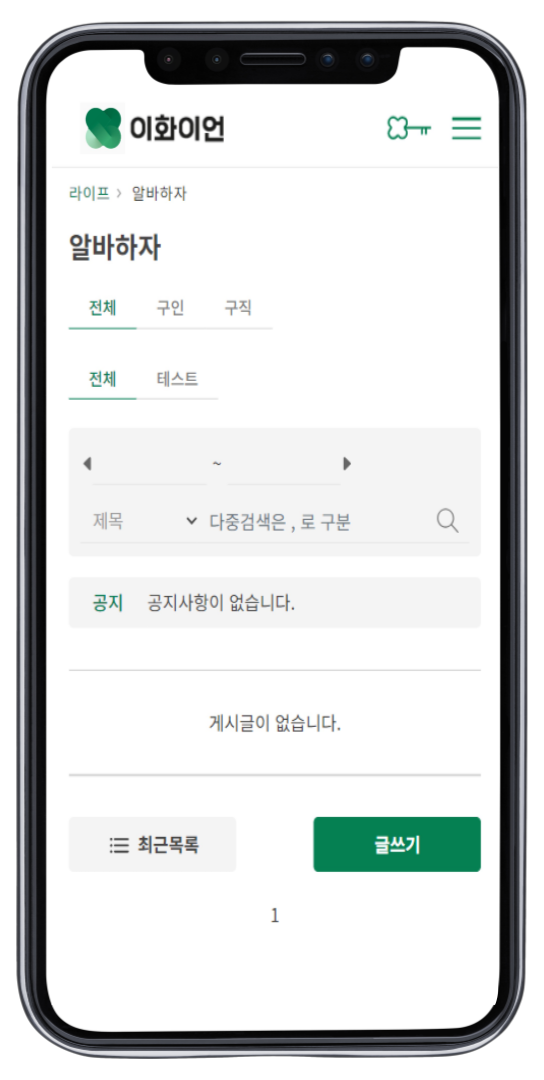 이화이언
라이프 > 알바하자
알바하자
전체 구인 구직
전체 테스트
~
제목 다중검색은 , 로 구분
공지 공지사항이 없습니다.
게시글이 없습니다.
최근목록 글쓰기
1